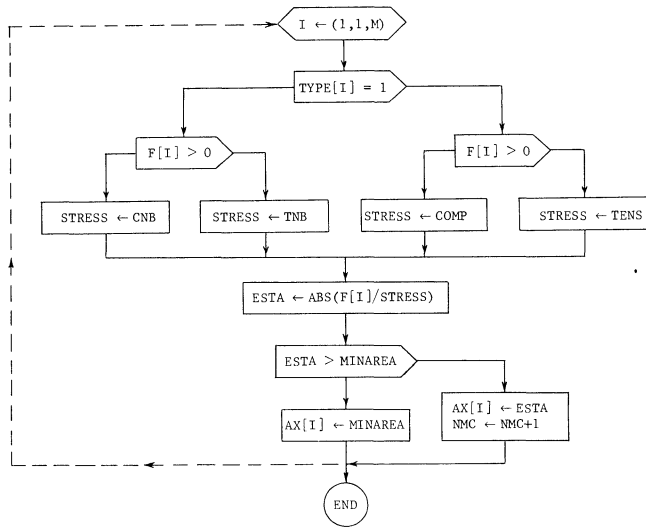 I ← (1,1,M)
TYPE[I] = 1
F[I] > 0
F[I] > 0
STRESS ← CNB
STRESS ← TNB
STRESS ← COMP
STRESS ← TENS
ESTA ← ABS(F[I]/STRESS)
ESTA > MINAREA
AX[I] ← MINAREA
AX[I] ← ESTA
NMC ← NMC+1
END